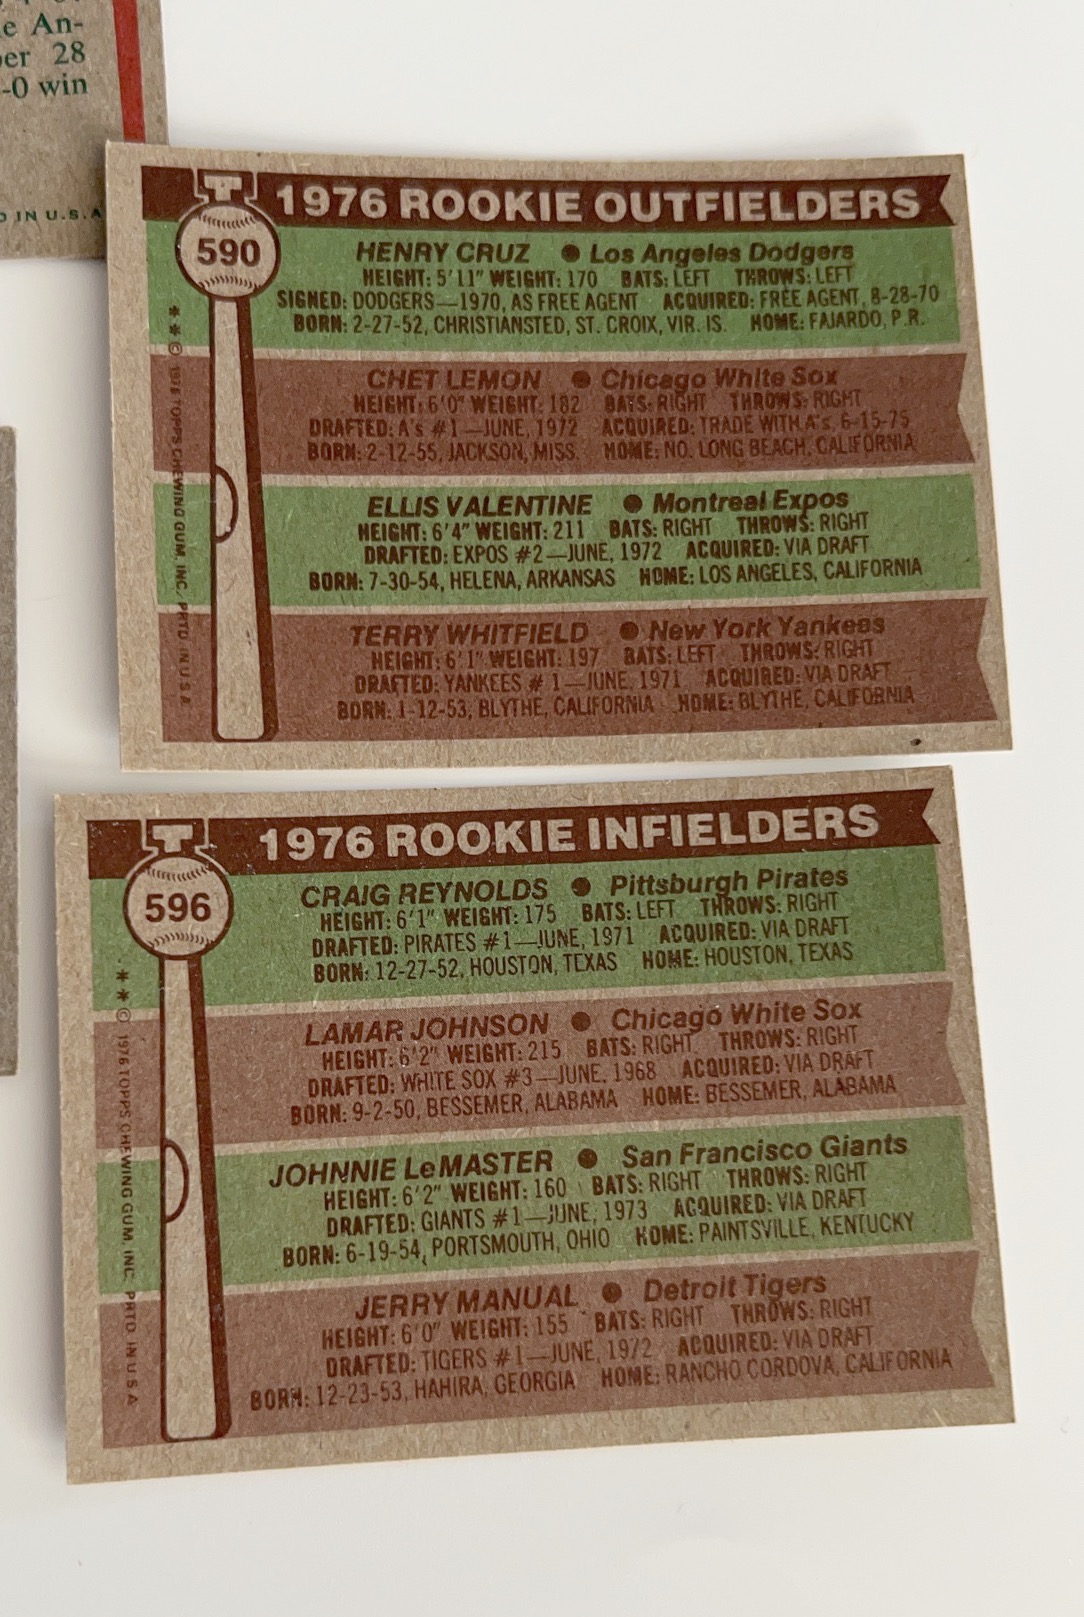 e An-
er 28
-0 win
D IN U.S.A
T
1976 ROOKIE OUTFIELDERS
590
HENRY CRUZ ● Los Angeles Dodgers
HEIGHT: 5'11" WEIGHT: 170 BATS: LEFT THROWS: LEFT
SIGNED: DODGERS—1970, AS FREE AGENT ACQUIRED: FREE AGENT, 8-28-70
BORN: 2-27-52, CHRISTIANSTED, ST. CROIX, VIR. IS. HOME: FAJARDO, P.R.
CHET LEMON ● Chicago White Sox
HEIGHT: 6'0" WEIGHT: 182 BATS: RIGHT THROWS: RIGHT
DRAFTED: A's #1—JUNE, 1972 ACQUIRED: TRADE WITH A's, 6-15-75
BORN: 2-12-55, JACKSON, MISS. HOME: NO. LONG BEACH, CALIFORNIA
ELLIS VALENTINE ● Montreal Expos
HEIGHT: 6'4" WEIGHT: 211 BATS: RIGHT THROWS: RIGHT
DRAFTED: EXPOS #2—JUNE, 1972 ACQUIRED: VIA DRAFT
BORN: 7-30-54, HELENA, ARKANSAS HOME: LOS ANGELES, CALIFORNIA
TERRY WHITFIELD ● New York Yankees
HEIGHT: 6'1" WEIGHT: 197 BATS: LEFT THROWS: RIGHT
DRAFTED: YANKEES # 1—JUNE, 1971 ACQUIRED: VIA DRAFT
BORN: 1-12-53, BLYTHE, CALIFORNIA HOME: BLYTHE, CALIFORNIA
* * © 1976 TOPPS CHEWING GUM, INC. PRTD. IN U.S.A.
T
1976 ROOKIE INFIELDERS
596
CRAIG REYNOLDS ● Pittsburgh Pirates
HEIGHT: 6'1" WEIGHT: 175 BATS: LEFT THROWS: RIGHT
DRAFTED: PIRATES #1—JUNE, 1971 ACQUIRED: VIA DRAFT
BORN: 12-27-52, HOUSTON, TEXAS HOME: HOUSTON, TEXAS
LAMAR JOHNSON ● Chicago White Sox
HEIGHT: 6'2" WEIGHT: 215 BATS: RIGHT THROWS: RIGHT
DRAFTED: WHITE SOX #3—JUNE, 1968 ACQUIRED: VIA DRAFT
BORN: 9-2-50, BESSEMER, ALABAMA HOME: BESSEMER, ALABAMA
JOHNNIE LeMASTER ● San Francisco Giants
HEIGHT: 6'2" WEIGHT: 160 BATS: RIGHT THROWS: RIGHT
DRAFTED: GIANTS #1—JUNE, 1973 ACQUIRED: VIA DRAFT
BORN: 6-19-54, PORTSMOUTH, OHIO HOME: PAINTSVILLE, KENTUCKY
JERRY MANUAL ● Detroit Tigers
HEIGHT: 6'0" WEIGHT: 155 BATS: RIGHT THROWS: RIGHT
DRAFTED: TIGERS #1—JUNE, 1972 ACQUIRED: VIA DRAFT
BORN: 12-23-53, HAHIRA, GEORGIA HOME: RANCHO CORDOVA, CALIFORNIA
* * © 1976 TOPPS CHEWING GUM, INC. PRTD. IN U.S.A.